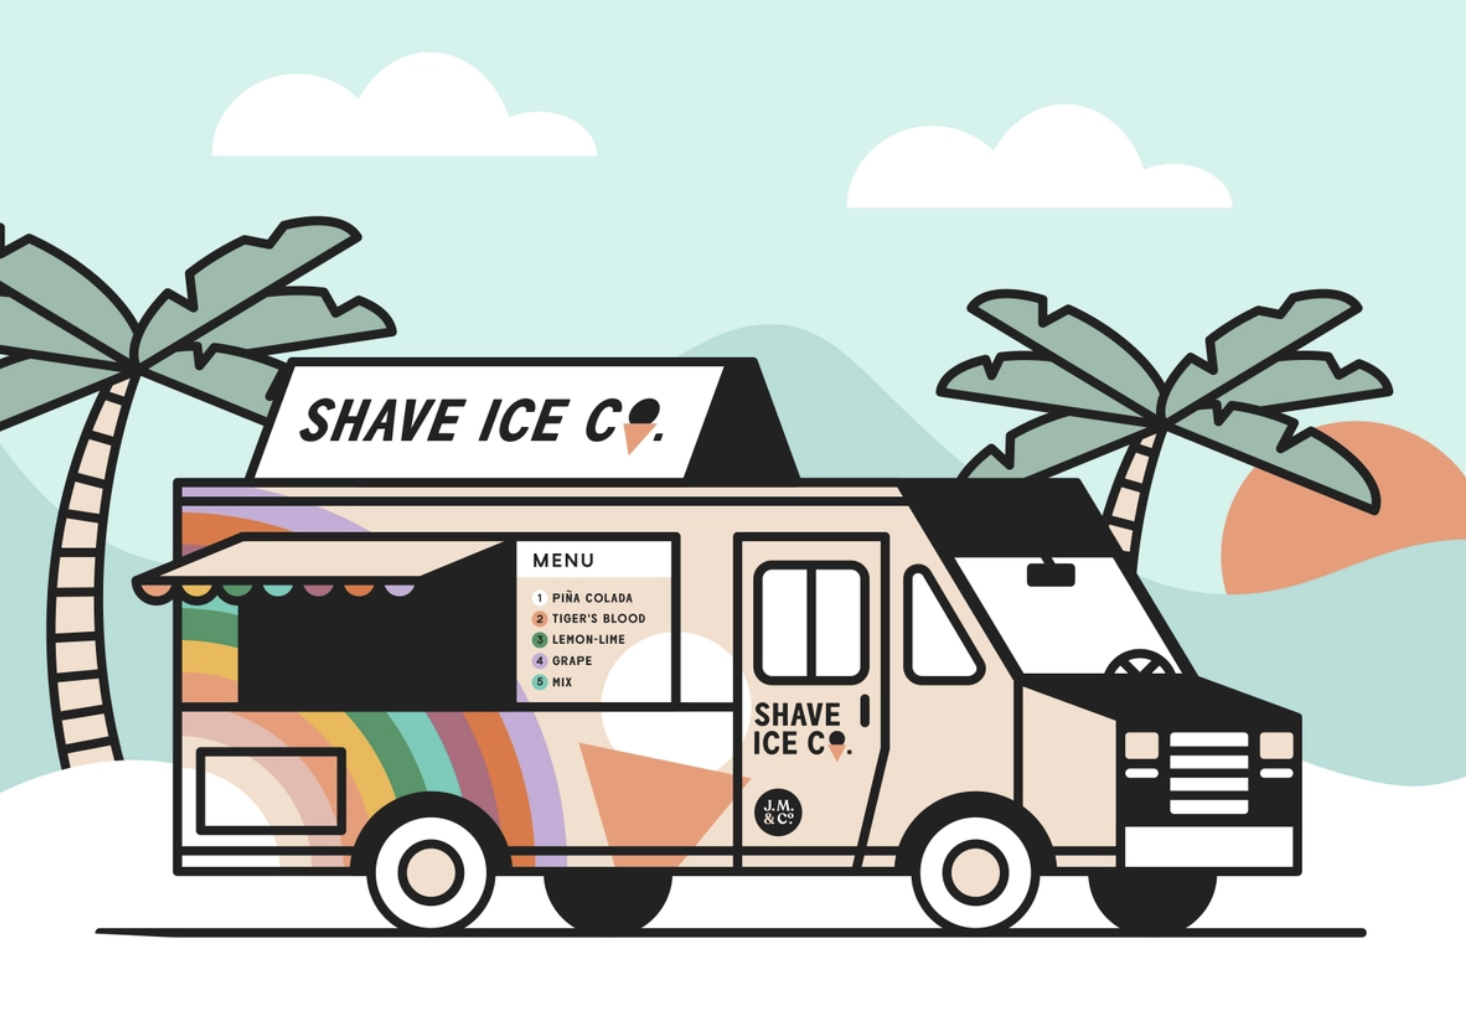 SHAVE ICE CO.
MENU
1 PIÑA COLADA
2 TIGER'S BLOOD
3 LEMON-LIME
4 GRAPE
5 MIX
SHAVE
ICE CO.
J.M.
& Co